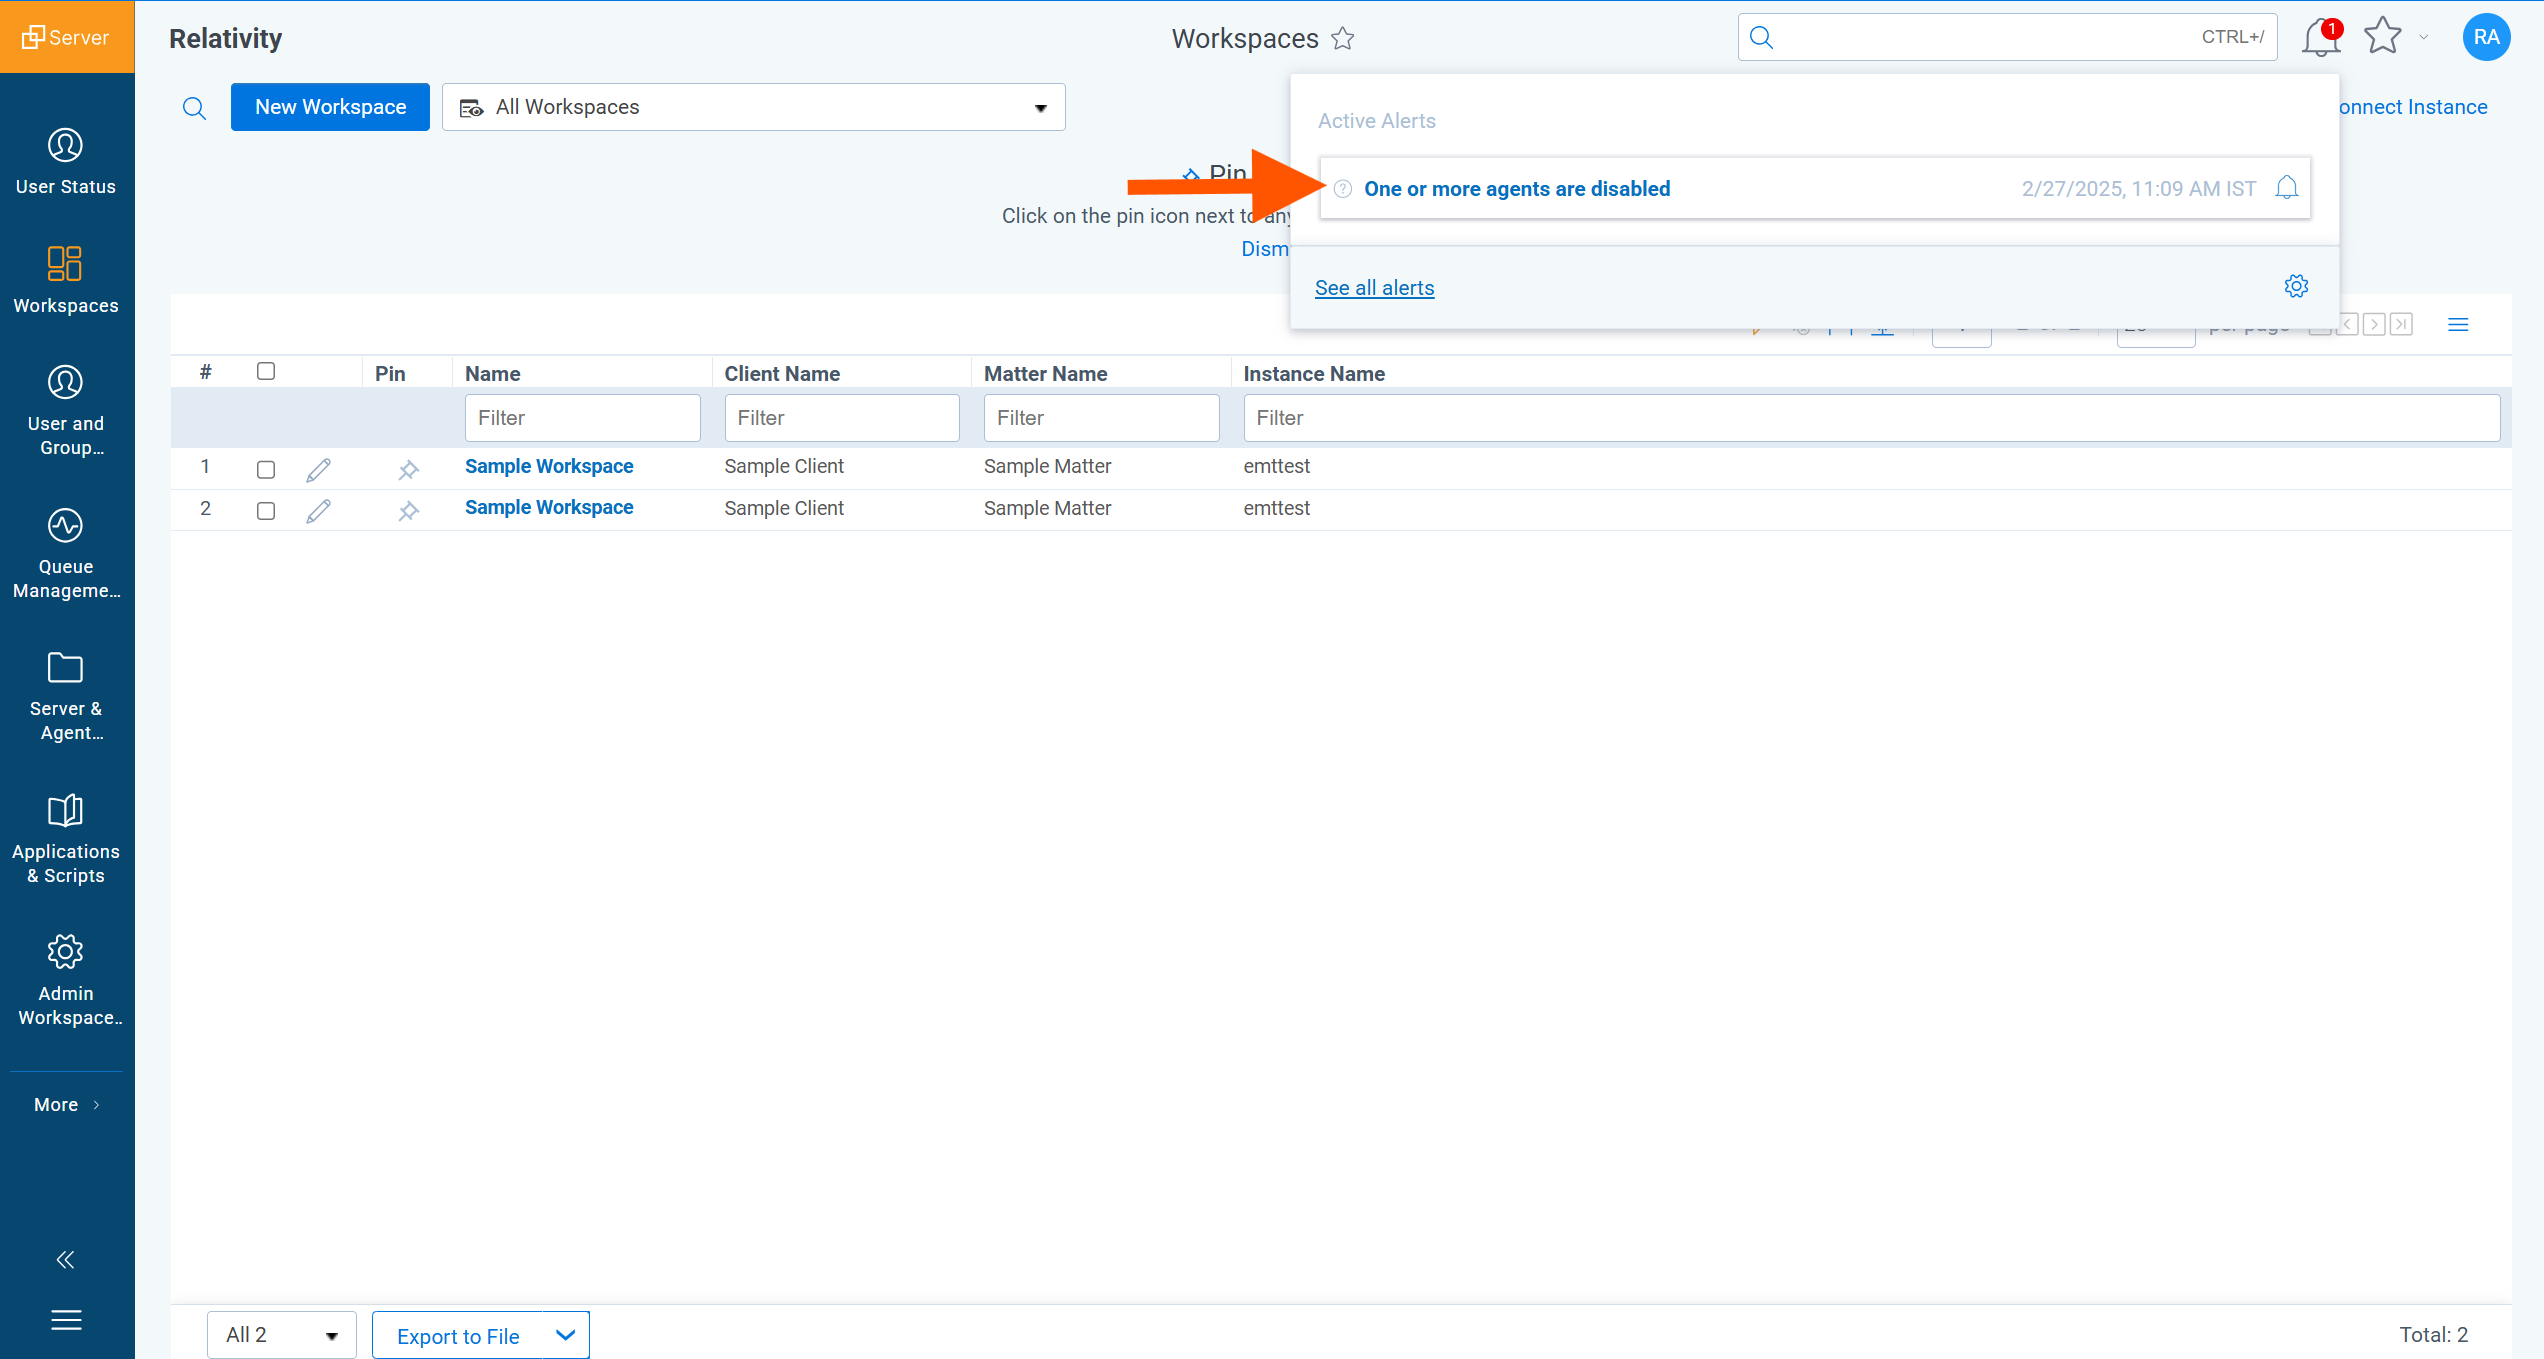 Server
Relativity
Workspaces
CTRL+/
1
RA
New Workspace
All Workspaces
onnect Instance
Active Alerts
Pin
One or more agents are disabled
2/27/2025, 11:09 AM IST
Click on the pin icon next to any
Dism
See all alerts
User Status
Workspaces
User and
Group...
Queue
Manageme...
Server &
Agent...
Applications
& Scripts
Admin
Workspace..
More
per page
# Pin Name Client Name Matter Name Instance Name
Filter Filter Filter Filter
1 Sample Workspace Sample Client Sample Matter emttest
2 Sample Workspace Sample Client Sample Matter emttest
All 2
Export to File
Total: 2